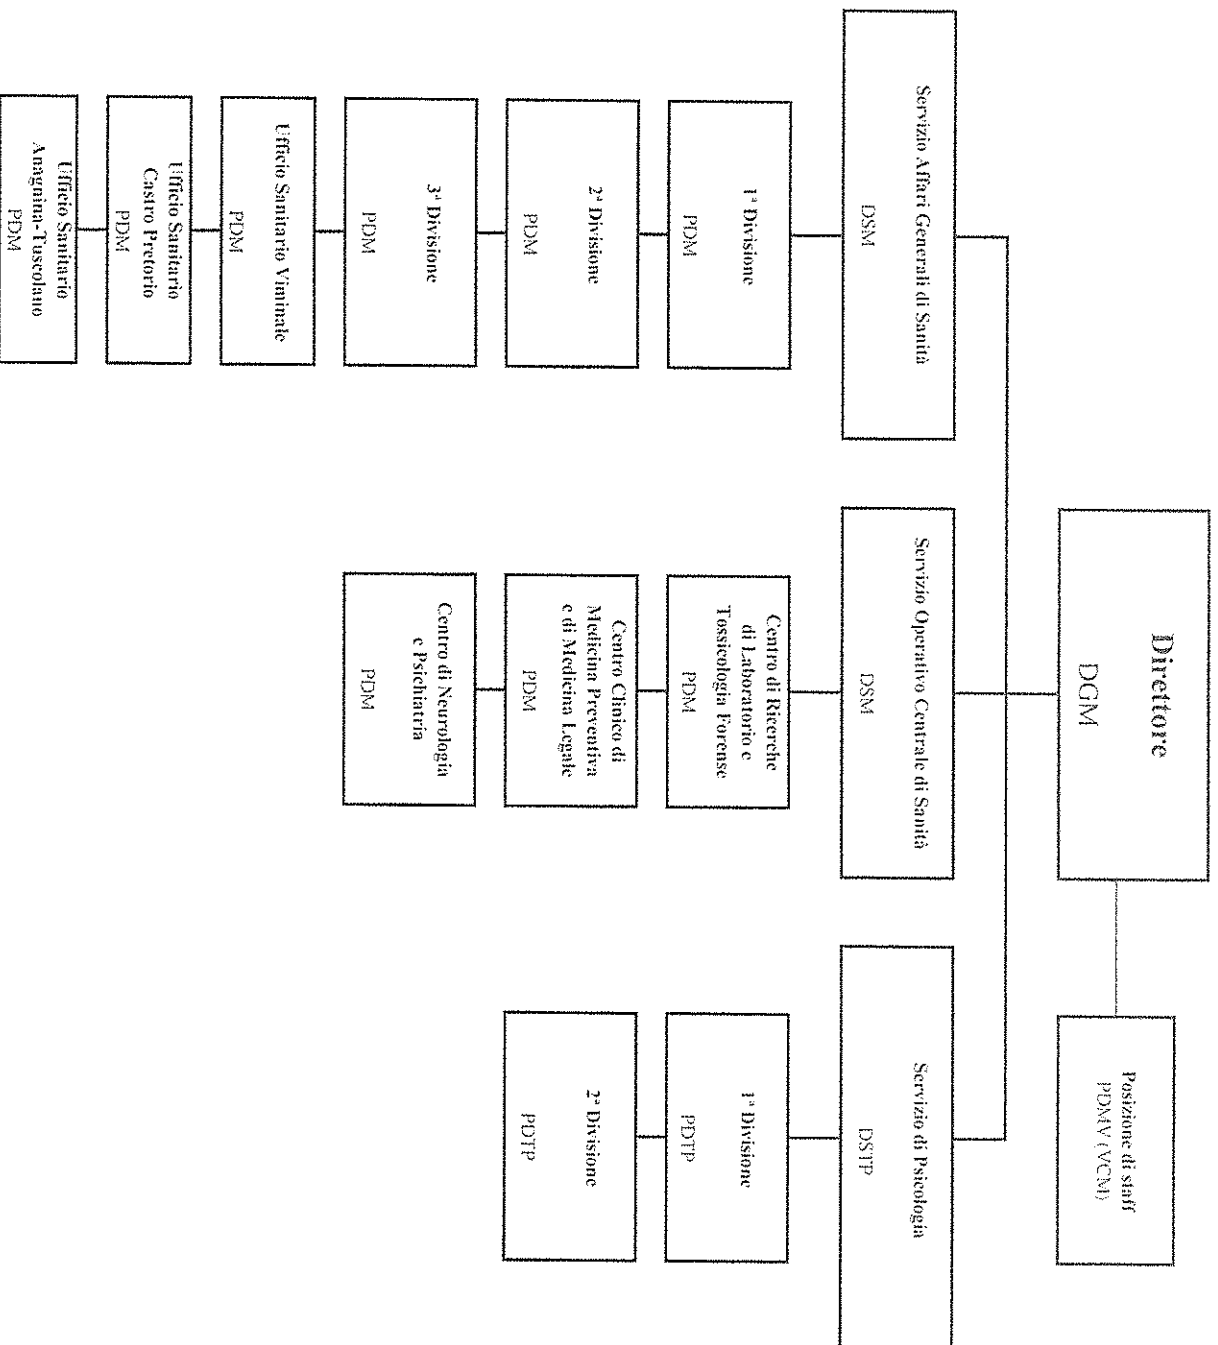 Direttore
DGM
Posizione di staff
PDMV (VCM)
Servizio Affari Generali di Sanità
DSM
1ª Divisione
PDM
2ª Divisione
PDM
3ª Divisione
PDM
Ufficio Sanitario Viminale
PDM
Ufficio Sanitario
Castro Pretorio
PDM
Ufficio Sanitario
Anagnina-Tuscolano
PDM
Servizio Operativo Centrale di Sanità
DSM
Centro di Ricerche
di Laboratorio e
Tossicologia Forense
PDM
Centro Clinico di
Medicina Preventiva
e di Medicina Legale
PDM
Centro di Neurologia
e Psichiatria
PDM
Servizio di Psicologia
DSTP
1ª Divisione
PDTP
2ª Divisione
PDTP